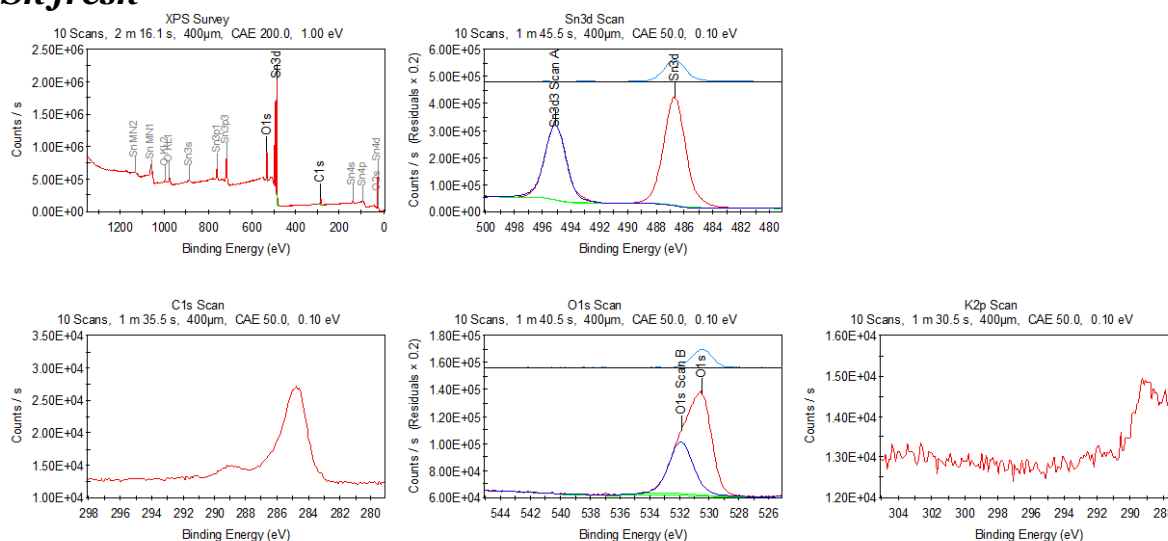 Sn fresh
XPS Survey
10 Scans, 2 m 16.1 s, 400µm, CAE 200.0, 1.00 eV
2.50E+06
2.00E+06
1.50E+06
1.00E+06
5.00E+05
0.00E+00
Counts / s
Sn MN2
Sn MN1
O KL2
O KL1
Sn3s
Sn3p1
Sn3p3
O1s
Sn3d
C1s
Sn4s
Sn4p
Sn4d
O2s
1200 1000 800 600 400 200 0
Binding Energy (eV)
Sn3d Scan
10 Scans, 1 m 45.5 s, 400µm, CAE 50.0, 0.10 eV
6.00E+05
5.00E+05
4.00E+05
3.00E+05
2.00E+05
1.00E+05
0.00E+00
Counts / s (Residuals × 0.2)
Sn3d3 Scan A
Sn3d
500 498 496 494 492 490 488 486 484 482 480
Binding Energy (eV)
C1s Scan
10 Scans, 1 m 35.5 s, 400µm, CAE 50.0, 0.10 eV
3.50E+04
3.00E+04
2.50E+04
2.00E+04
1.50E+04
1.00E+04
Counts / s
298 296 294 292 290 288 286 284 282 280
Binding Energy (eV)
O1s Scan
10 Scans, 1 m 40.5 s, 400µm, CAE 50.0, 0.10 eV
1.80E+05
1.60E+05
1.40E+05
1.20E+05
1.00E+05
8.00E+04
6.00E+04
Counts / s (Residuals × 0.2)
O1s Scan B
O1s
544 542 540 538 536 534 532 530 528 526
Binding Energy (eV)
K2p Scan
10 Scans, 1 m 30.5 s, 400µm, CAE 50.0, 0.10 eV
1.60E+04
1.50E+04
1.40E+04
1.30E+04
1.20E+04
Counts / s
304 302 300 298 296 294 292 290
Binding Energy (eV)